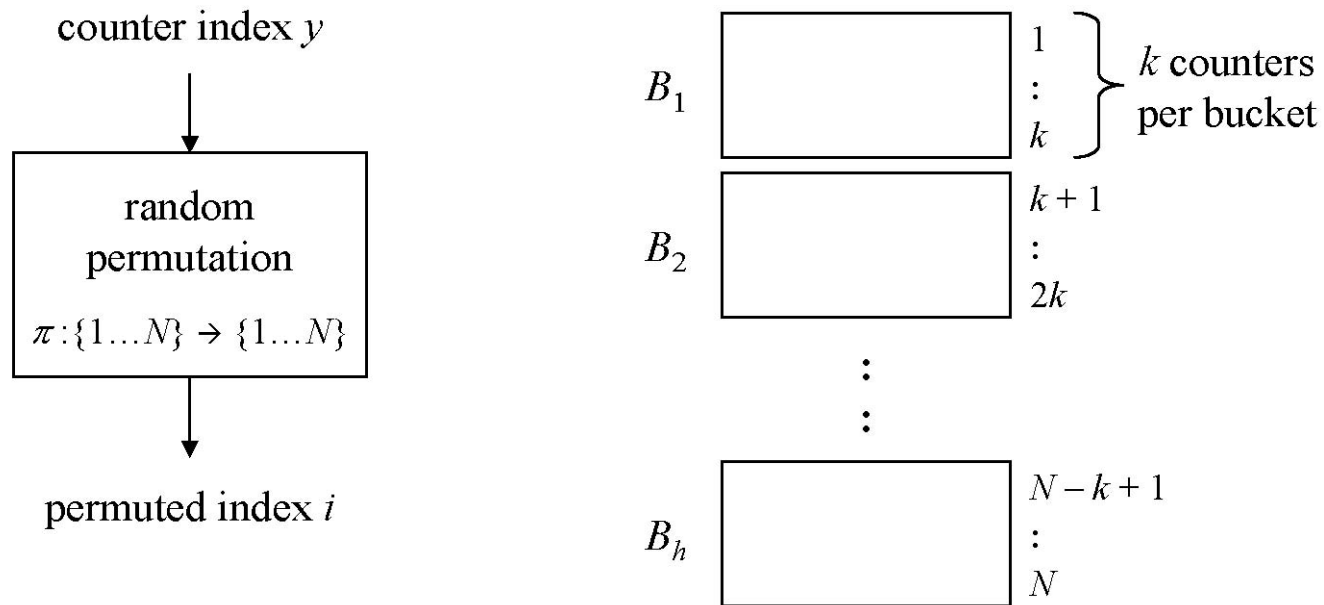 counter index y
random
permutation
π:{1…N} → {1…N}
permuted index i
B₁
1
:
k
k counters
per bucket
B₂
k + 1
:
2k
:
:
Bₕ
N – k + 1
:
N